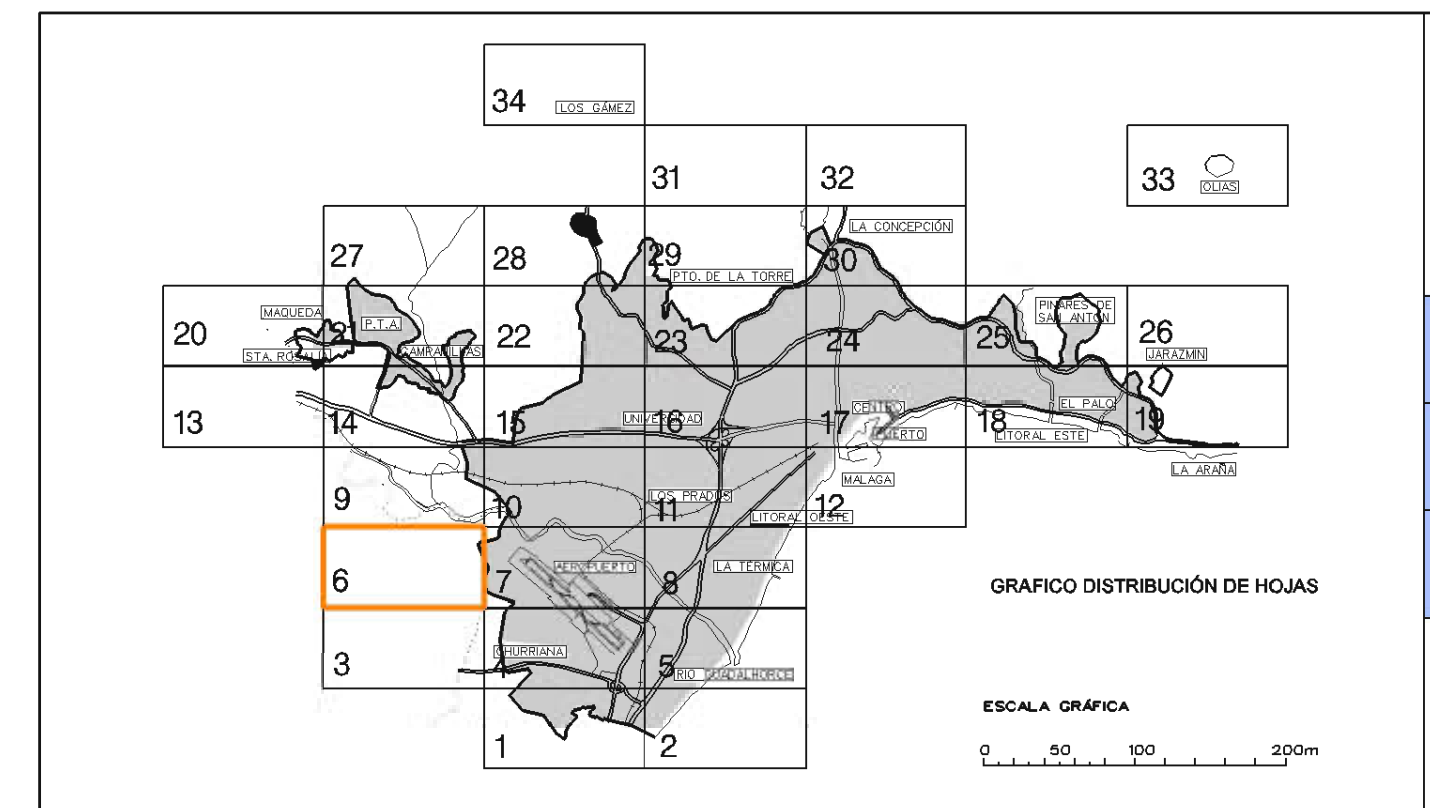 34 LOS GÁMEZ
31 32 33 OLIAS
LA CONCEPCIÓN
27 28 29 30
PTO. DE LA TORRE
MAQUEDA
P.T.A.
PINARES DE
SAN ANTON
20 22 23 24 25 26
STA. ROSALIA
JARAZMIN
CENTRO
EL PALO
13 14 15 UNIVERSIDAD 16 17 PUERTO 18 LITORAL ESTE 19
LA ARAÑA
MALAGA
9 10 LOS PRADOS 11 12
LITORAL OESTE
6 7 AEROPUERTO 8 LA TERMICA
GRAFICO DISTRIBUCIÓN DE HOJAS
3 CHURRIANA 5 RIO GUADALHORCE
ESCALA GRÁFICA
1 2
0 50 100 200m